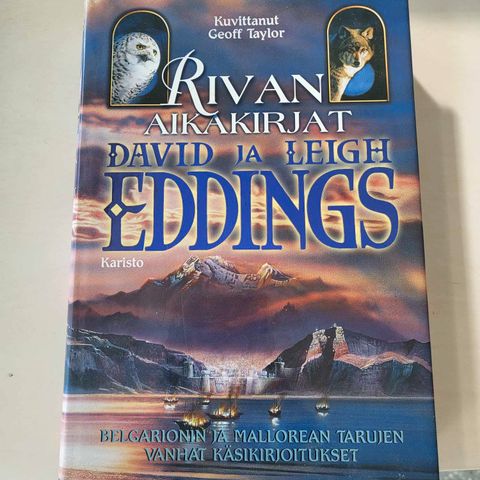 Kuvittanut
Geoff Taylor
RIVAN
AIKAKIRJAT
DAVID JA LEIGH
EDDINGS
Karisto
BELGARIONIN JA MALLOREAN TARUJEN
VANHAT KÄSIKIRJOITUKSET